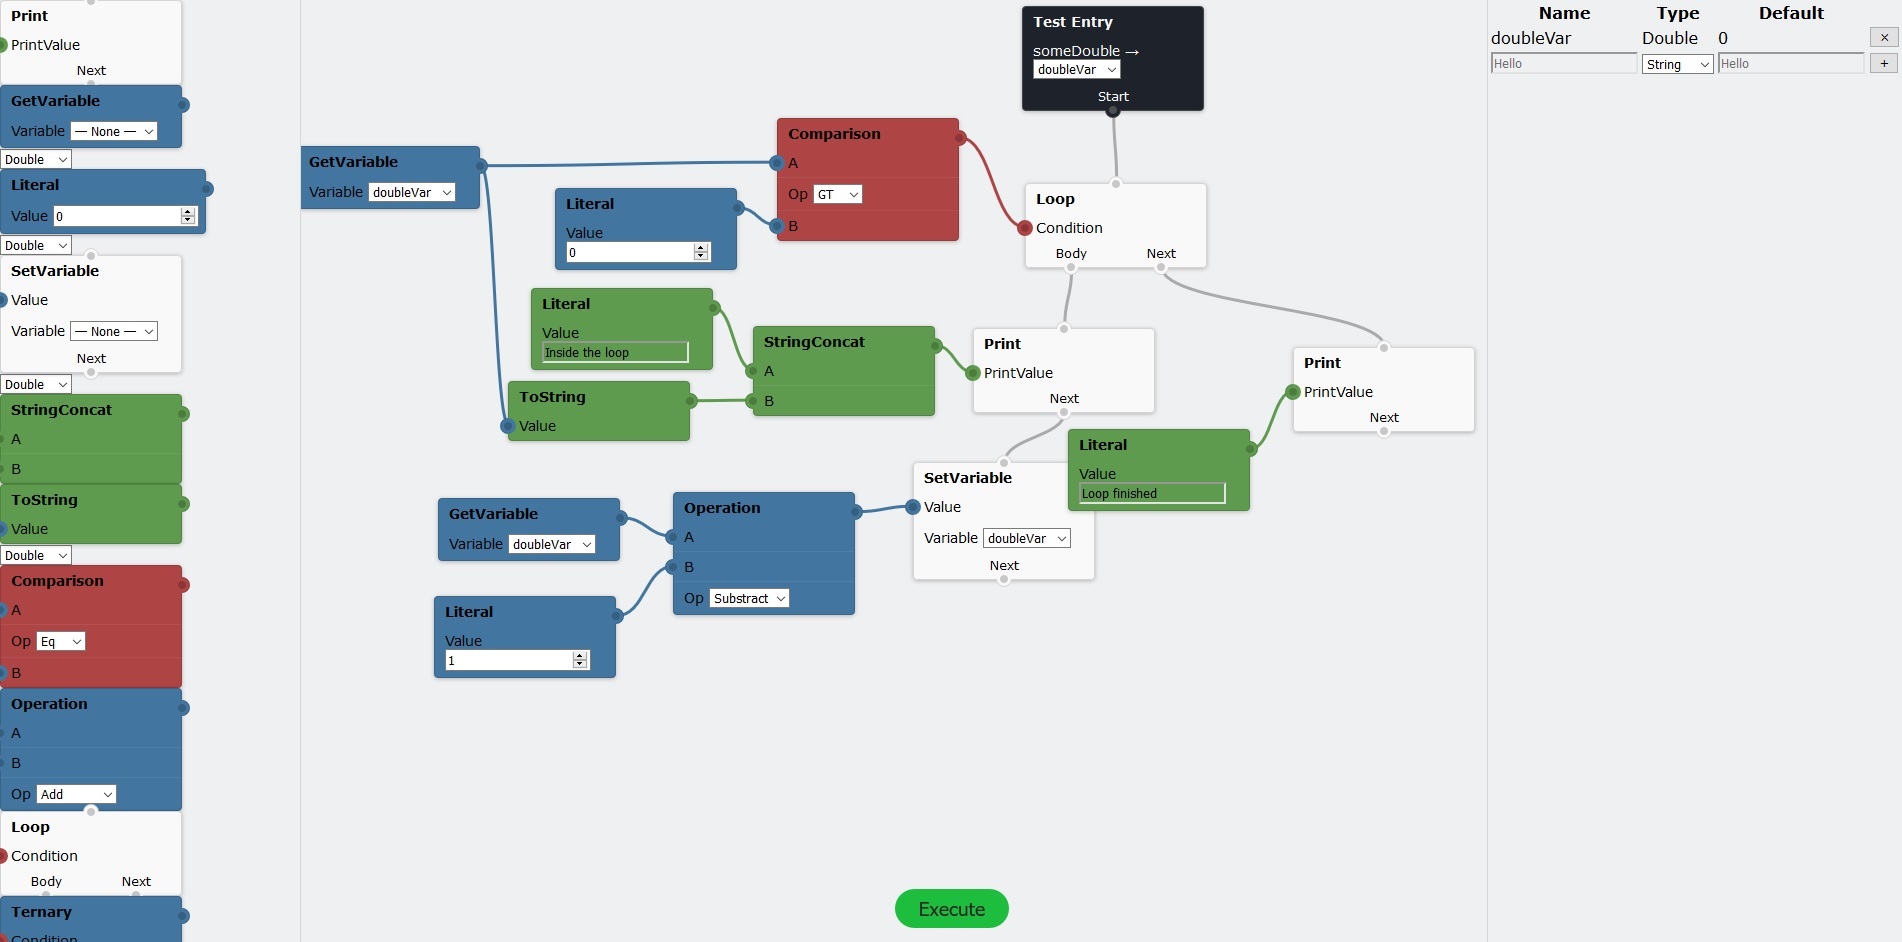 Print
PrintValue
Next
GetVariable
Variable — None —
Double
Literal
Value 0
Double
SetVariable
Value
Variable — None —
Next
Double
StringConcat
A
B
ToString
Value
Double
Comparison
A
Op Eq
B
Operation
A
B
Op Add
Loop
Condition
Body Next
Ternary
Condition
GetVariable
Variable doubleVar
Literal
Value
0
Comparison
A
Op GT
B
Test Entry
someDouble →
doubleVar
Start
Loop
Condition
Body Next
Literal
Value
Inside the loop
ToString
Value
StringConcat
A
B
Print
PrintValue
Next
Print
PrintValue
Next
Literal
Value
Loop finished
GetVariable
Variable doubleVar
Literal
Value
1
Operation
A
B
Op Substract
SetVariable
Value
Variable doubleVar
Next
Execute
Name Type Default
doubleVar Double 0 ×
Hello String Hello +